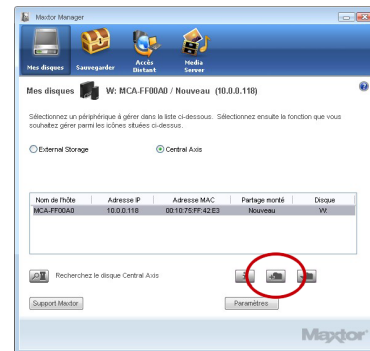 Maxtor Manager
Mes disques
Sauvegarder
Accès Distant
Media Server
Mes disques W: MCA-FF00A0 / Nouveau (10.0.0.118)
Sélectionnez un périphérique à gérer dans la liste ci-dessous. Sélectionnez ensuite la fonction que vous
souhaitez gérer parmi les icônes situées ci-dessus.
External Storage
Central Axis
Nom de l'hôte Adresse IP Adresse MAC Partage monté Disque
MCA-FF00A0 10.0.0.118 00:10:75:FF:42:E3 Nouveau W:
Recherchez le disque Central Axis
Support Maxtor
Paramètres
Maxtor